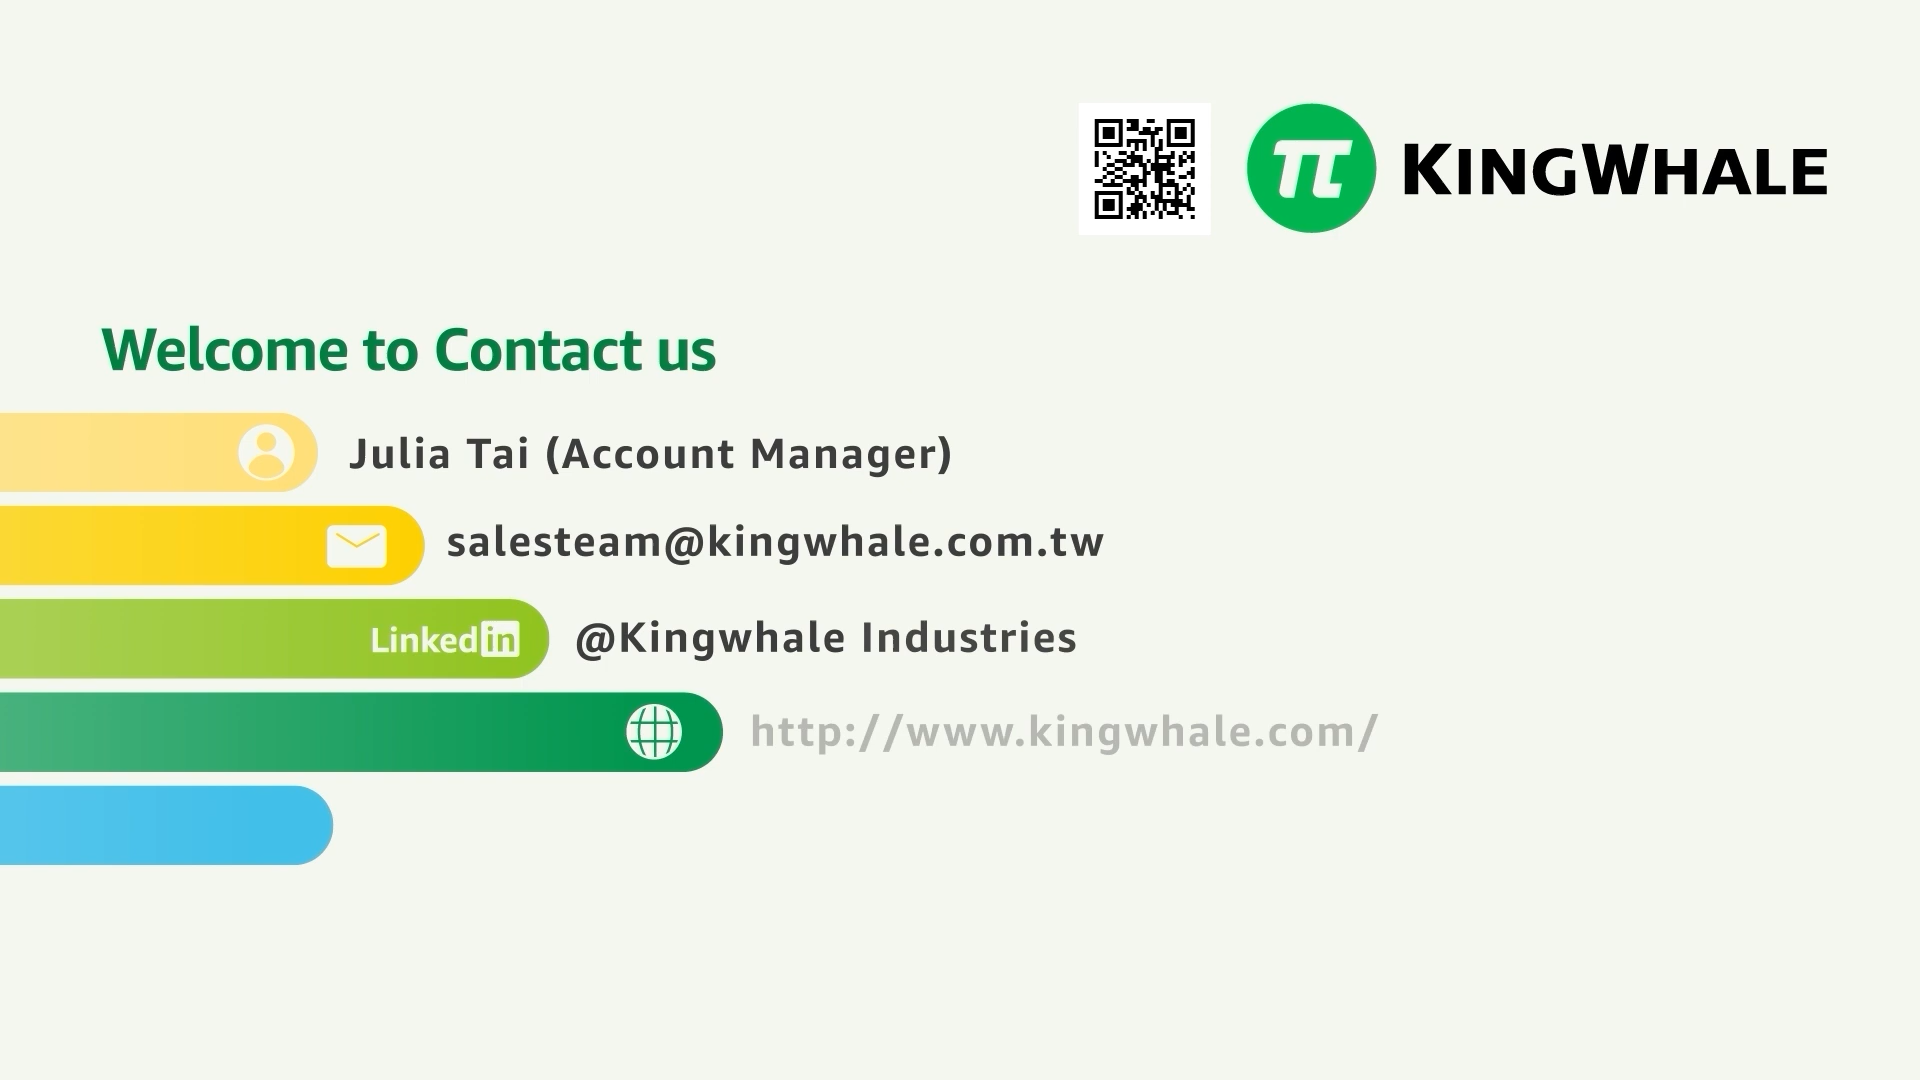 KINGWHALE
Welcome to Contact us
Julia Tai (Account Manager)
salesteam@kingwhale.com.tw
Linkedin @Kingwhale Industries
http://www.kingwhale.com/